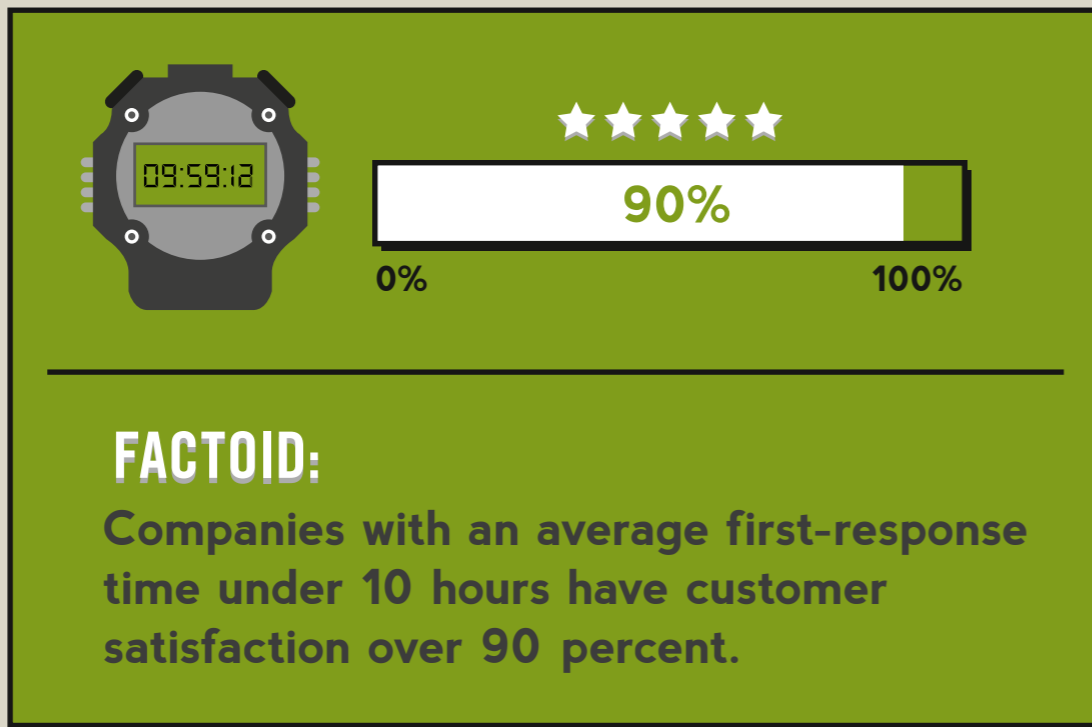 09:59:12
90%
0%
100%
FACTOID:
Companies with an average first-response
time under 10 hours have customer
satisfaction over 90 percent.